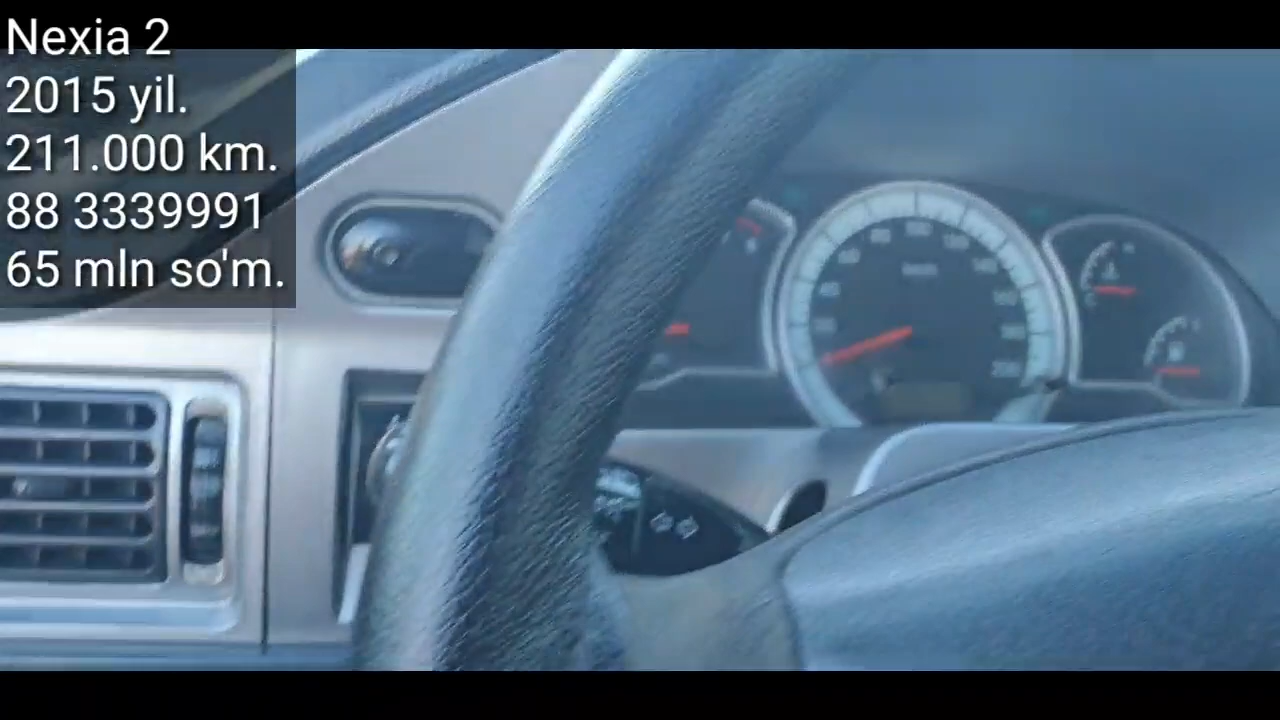 Nexia 2
2015 yil.
211.000 km.
88 3339991
65 mln so'm.